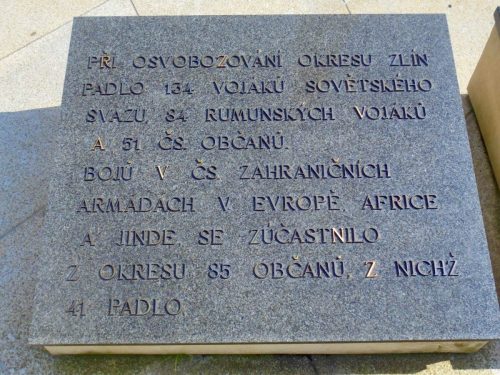 PŘI OSVOBOZOVÁNÍ OKRESU ZLÍN
PADLO 134 VOJÁKŮ SOVĚTSKÉHO
SVAZU, 84 RUMUNSKÝCH VOJÁKŮ
A 51 ČS. OBČANŮ.
BOJŮ V ČS. ZAHRANIČNÍCH
ARMÁDÁCH V EVROPĚ, AFRICE
A JINDE SE ZÚČASTNILO
Z OKRESU 85 OBČANŮ, Z NICHŽ
41 PADLO.